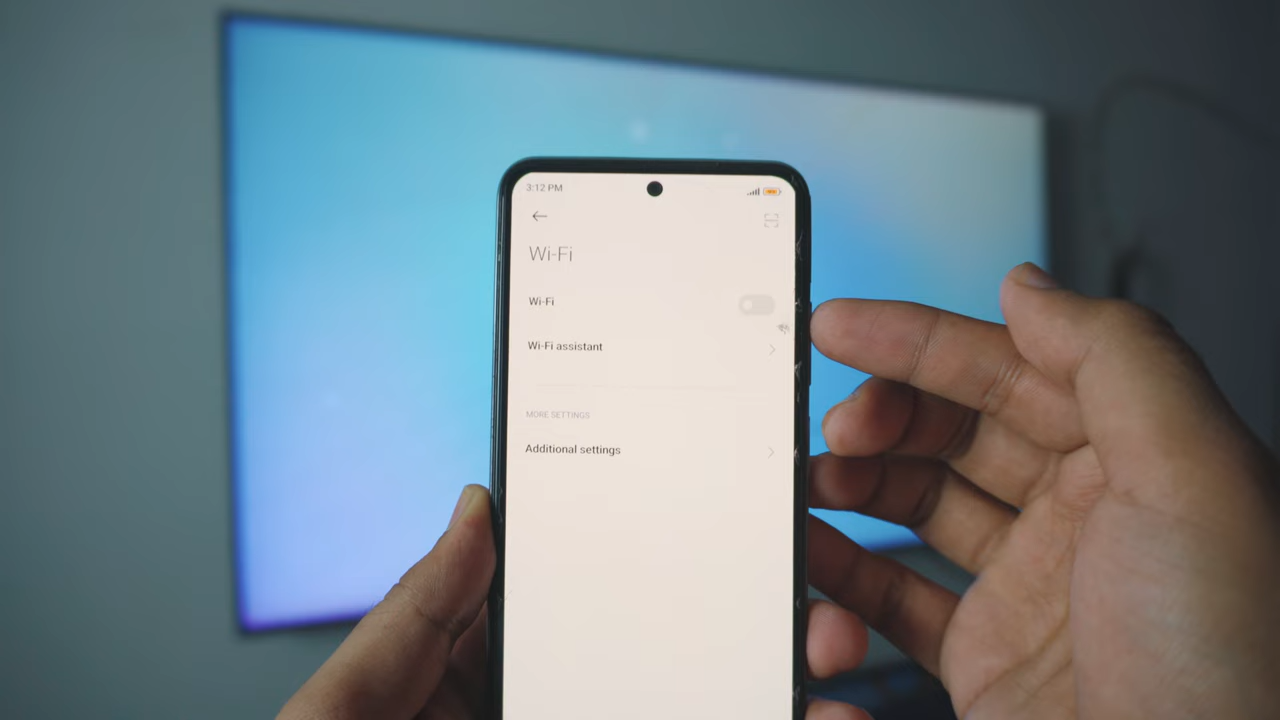 3:12 PM
Wi-Fi
Wi-Fi
Wi-Fi assistant
MORE SETTINGS
Additional settings